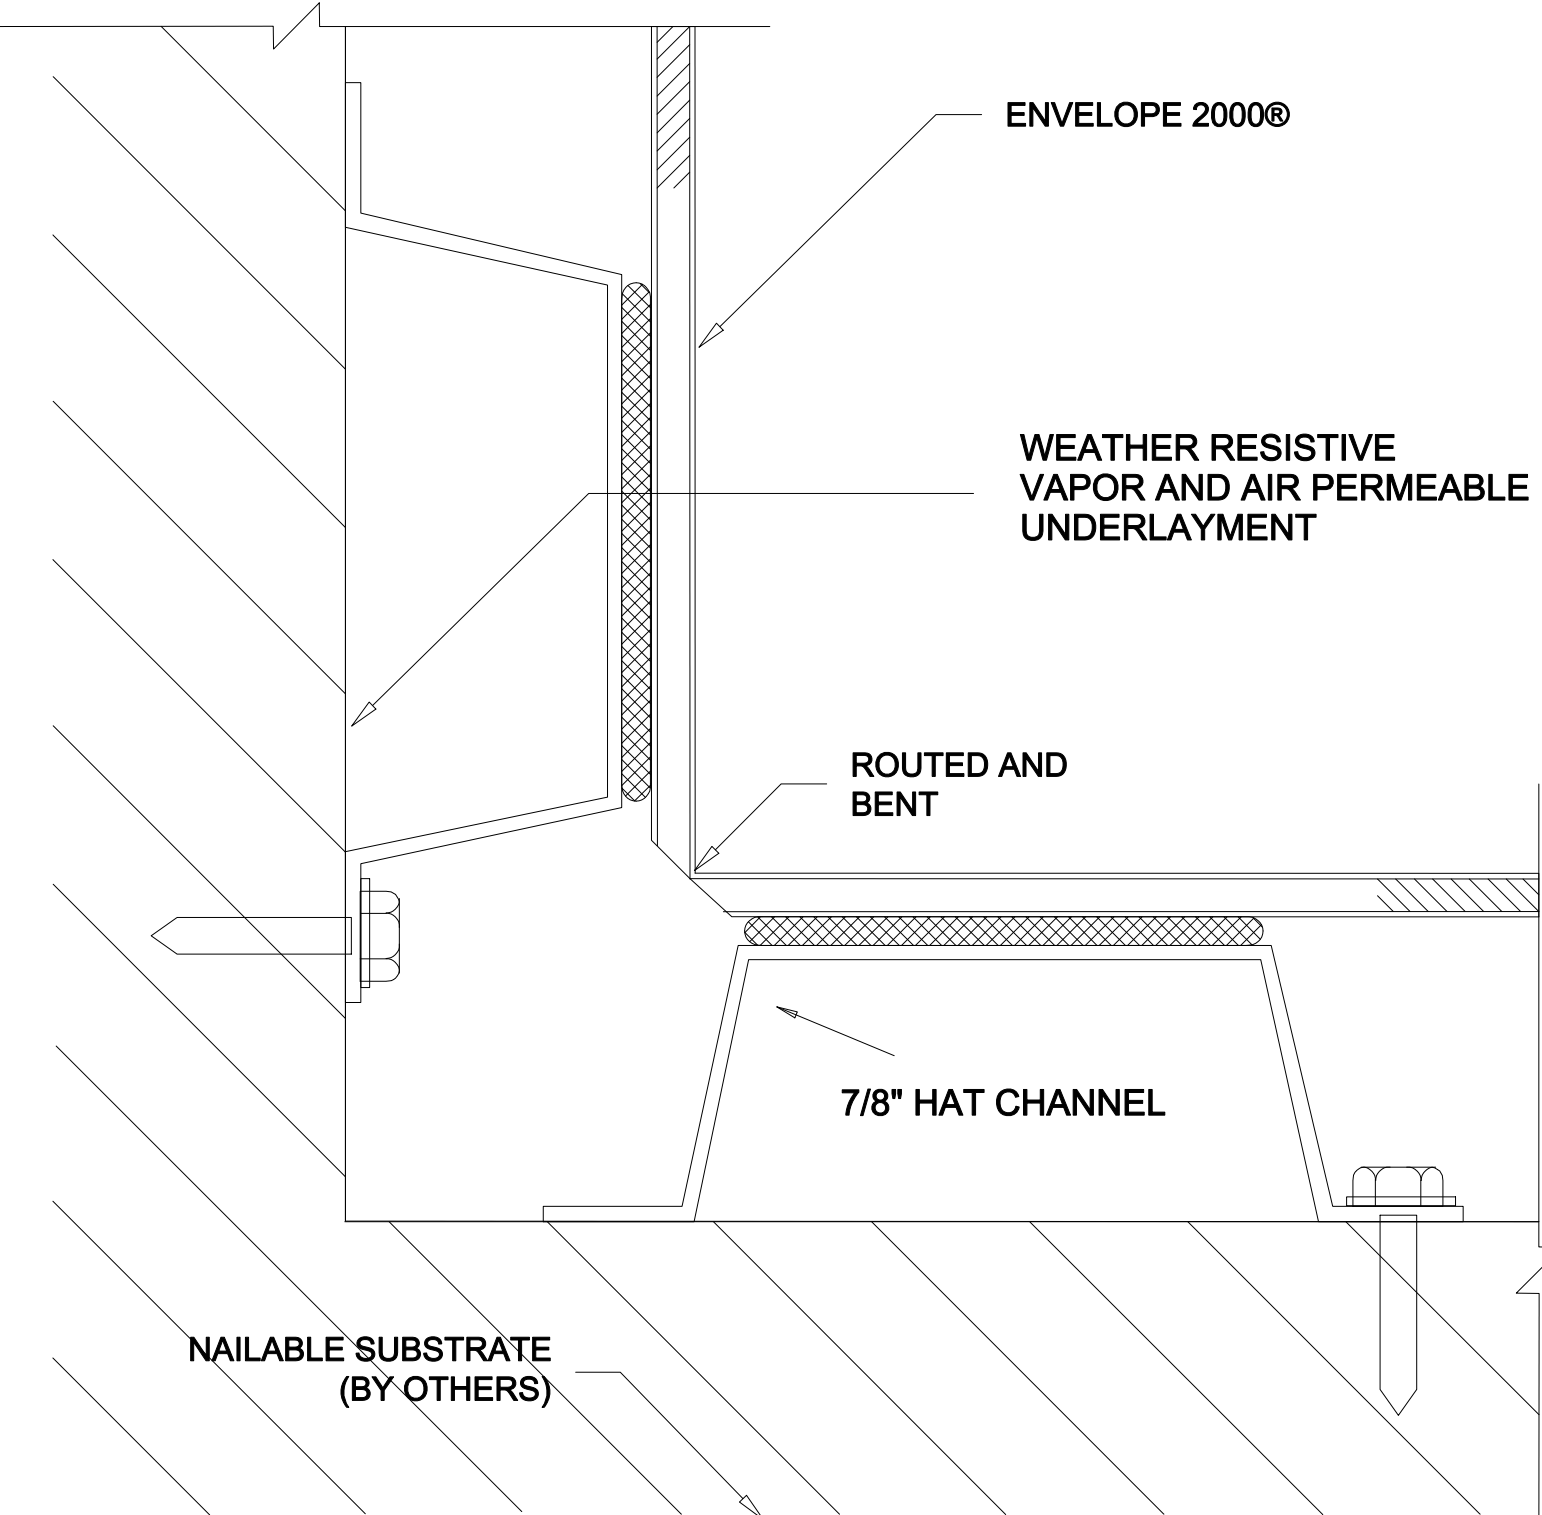 ENVELOPE 2000®
WEATHER RESISTIVE
VAPOR AND AIR PERMEABLE
UNDERLAYMENT
ROUTED AND
BENT
7/8" HAT CHANNEL
NAILABLE SUBSTRATE
(BY OTHERS)